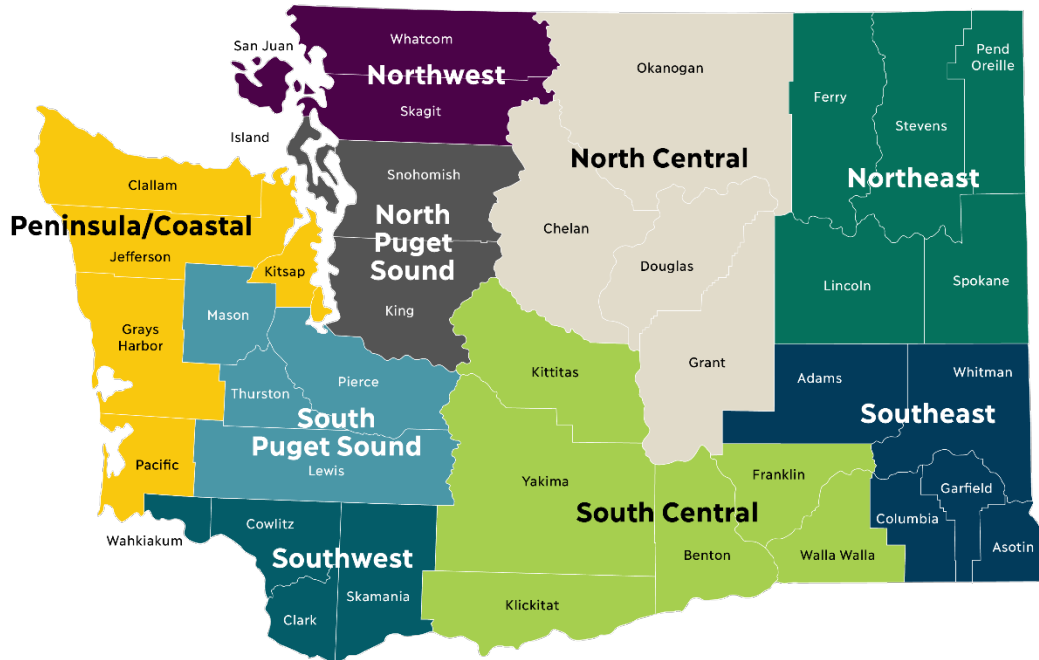 San Juan
Whatcom
Northwest
Skagit
Island
Okanogan
North Central
Chelan
Douglas
Grant
Pend
Oreille
Ferry
Stevens
Northeast
Lincoln
Spokane
Clallam
Peninsula/Coastal
Jefferson
Kitsap
Grays
Harbor
Pacific
Snohomish
North
Puget
Sound
King
Mason
Thurston
Pierce
South
Puget Sound
Lewis
Kittitas
Yakima
South Central
Franklin
Benton
Walla Walla
Klickitat
Adams
Whitman
Southeast
Garfield
Columbia
Asotin
Wahkiakum
Cowlitz
Southwest
Skamania
Clark